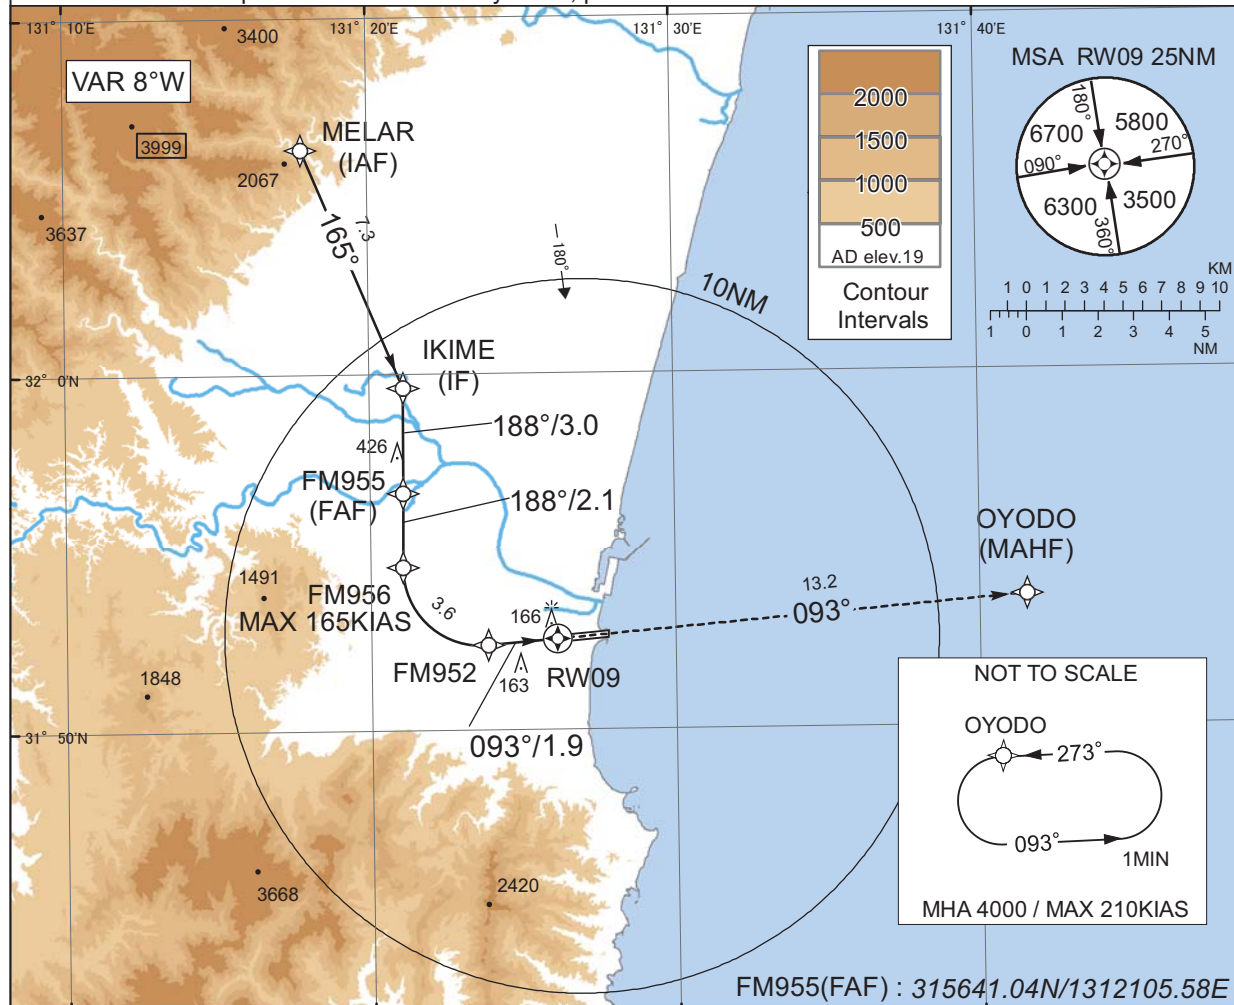 131° 10'E
131° 20'E
131° 30'E
131° 40'E
3400
VAR 8°W
3999
2067
3637
MELAR
(IAF)
165°
7.3
180°
10NM
2000
1500
1000
500
AD elev.19
Contour
Intervals
MSA RW09 25NM
180°
6700
5800
270°
090°
6300
3500
360°
KM
1 0 1 2 3 4 5 6 7 8 9 10
1 0 1 2 3 4 5
NM
32° 0'N
IKIME
(IF)
188°/3.0
426
FM955
(FAF)
188°/2.1
OYODO
(MAHF)
1491
FM956
MAX 165KIAS
3.6
166
13.2
093°
FM952
163
RW09
1848
31° 50'N
093°/1.9
3668
2420
NOT TO SCALE
OYODO
273°
093°
1MIN
MHA 4000 / MAX 210KIAS
FM955(FAF) : 315641.04N/1312105.58E